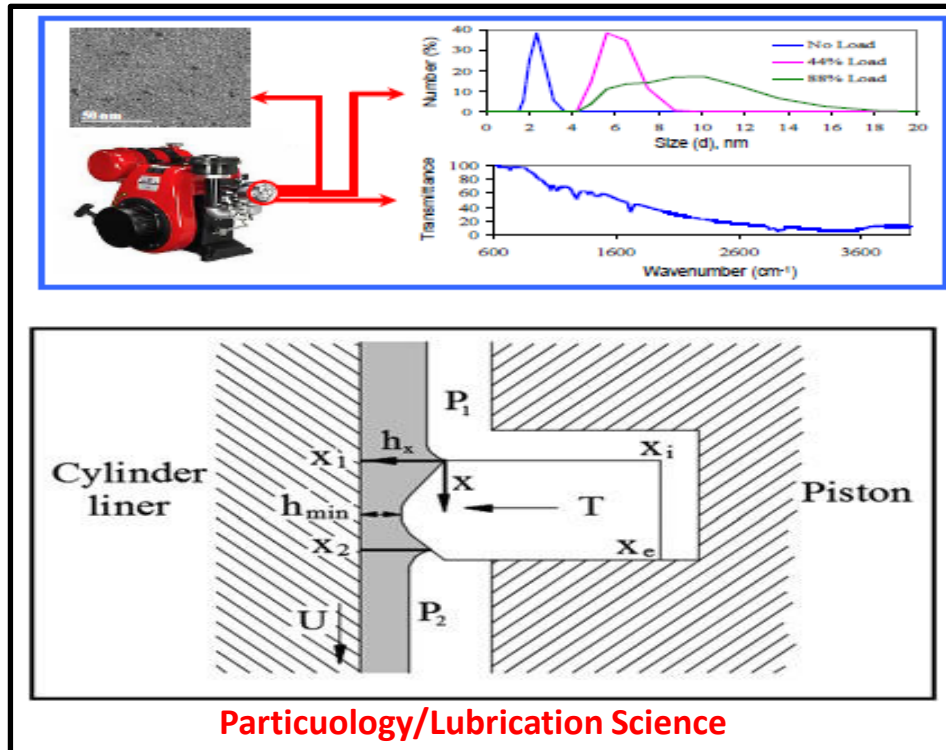 50 nm
Number (%)
40
30
20
10
0
No Load
44% Load
88% Load
0 2 4 6 8 10 12 14 16 18 20
Size (d), nm
Transmittance
100
80
60
40
20
0
600 1600 2600 3600
Wavenumber (cm-1)
P1
hx
x1
xi
Cylinder
liner
x
hmin
T
Piston
x2
xe
U
P2
Particuology/Lubrication Science